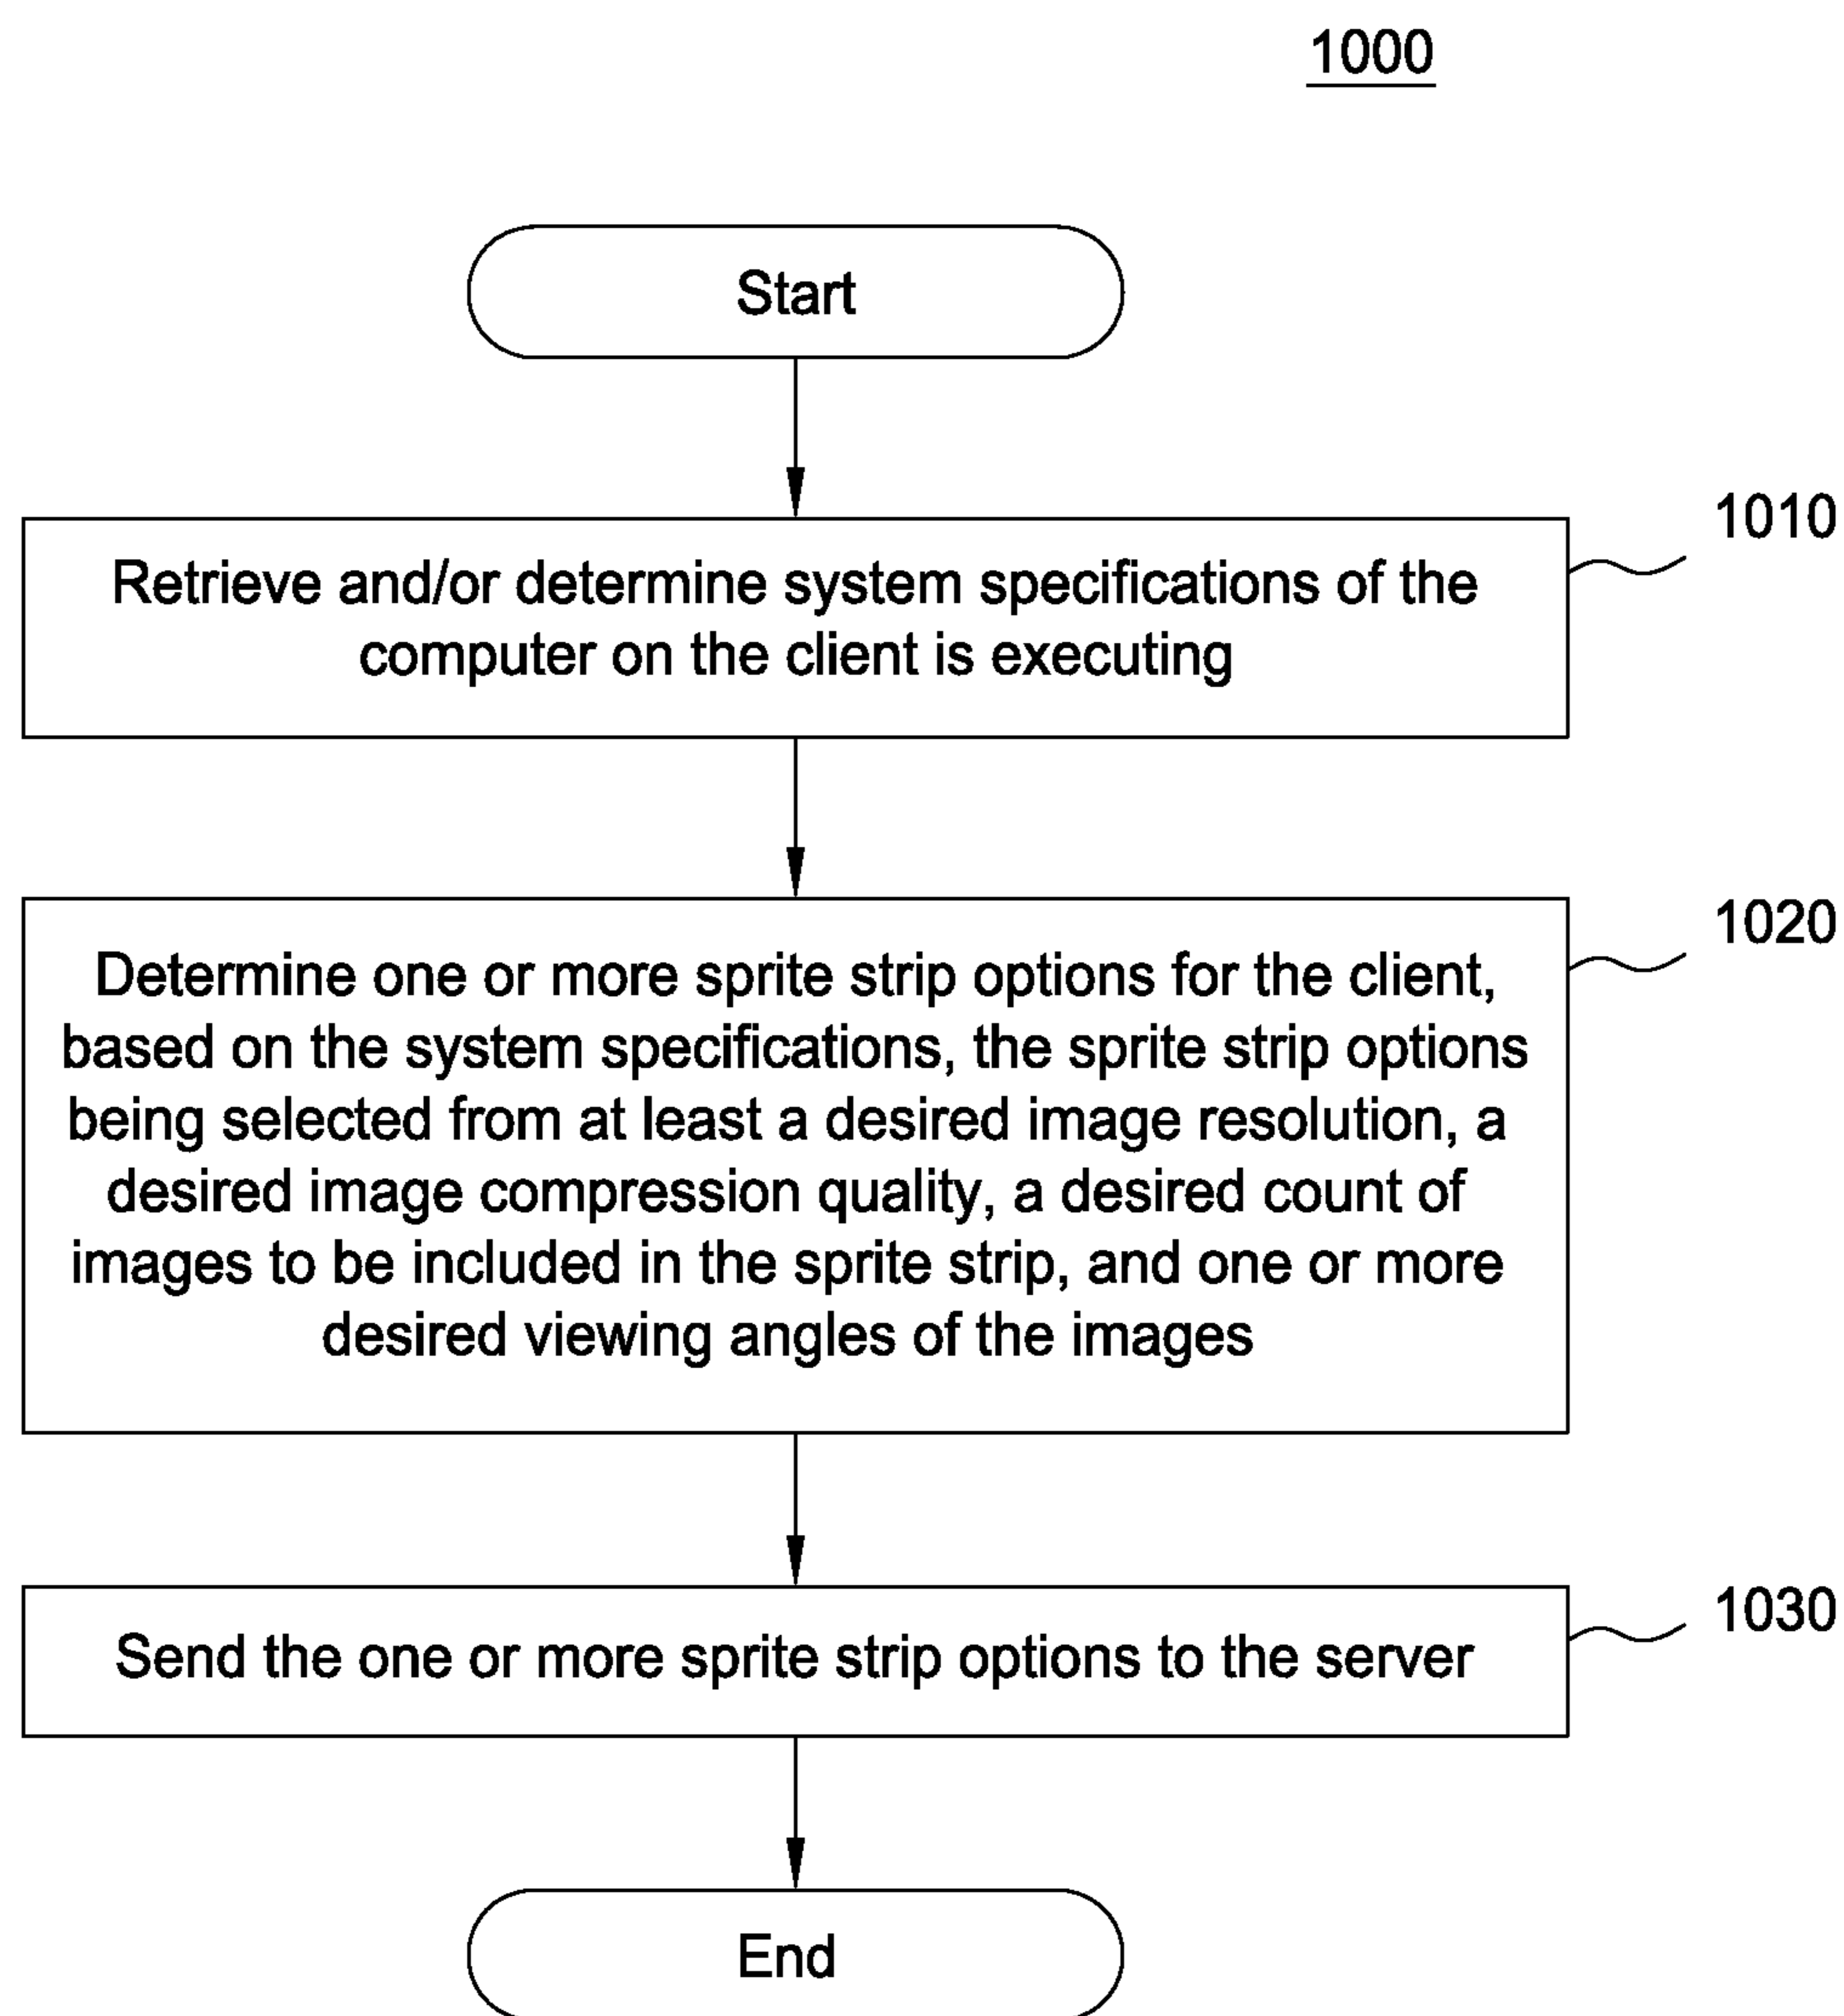 1000
Start
1010
Retrieve and/or determine system specifications of the
computer on the client is executing
1020
Determine one or more sprite strip options for the client,
based on the system specifications, the sprite strip options
being selected from at least a desired image resolution, a
desired image compression quality, a desired count of
images to be included in the sprite strip, and one or more
desired viewing angles of the images
1030
Send the one or more sprite strip options to the server
End